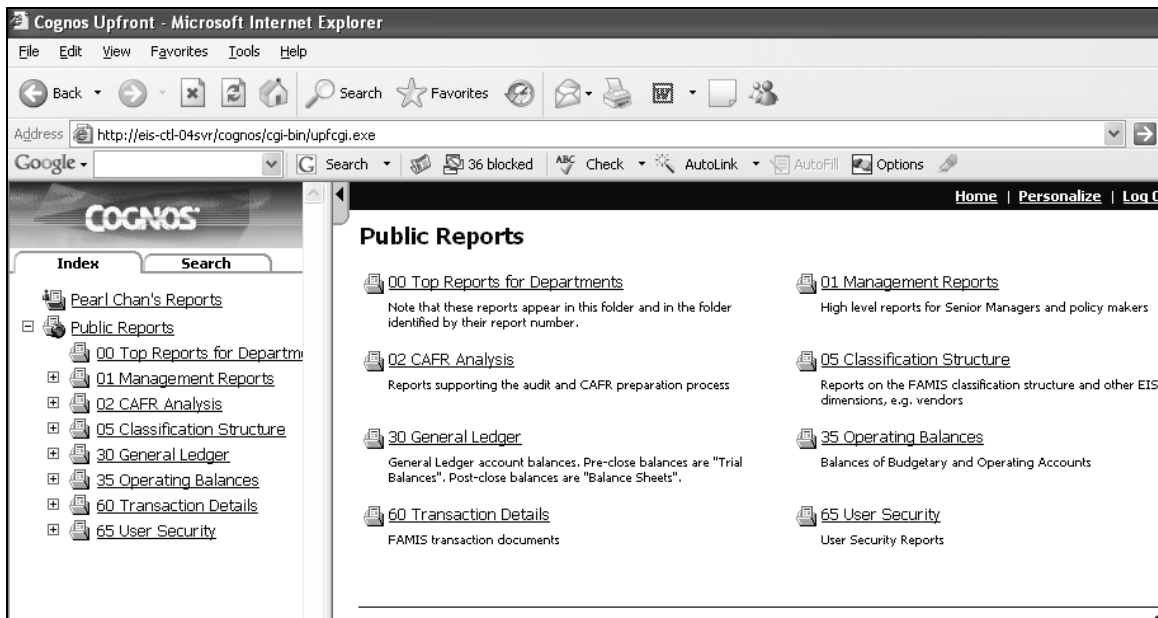 Cognos Upfront - Microsoft Internet Explorer
File Edit View Favorites Tools Help
Back Search Favorites
Address http://eis-ctl-04svr/cognos/cgi-bin/upfcgi.exe
Google Search 36 blocked ABC Check AutoLink AutoFill Options
Home | Personalize | Log
COGNOS
Index Search
Pearl Chan's Reports
Public Reports
00 Top Reports for Departm
01 Management Reports
02 CAFR Analysis
05 Classification Structure
30 General Ledger
35 Operating Balances
60 Transaction Details
65 User Security
Public Reports
00 Top Reports for Departments
Note that these reports appear in this folder and in the folder
identified by their report number.
01 Management Reports
High level reports for Senior Managers and policy makers
02 CAFR Analysis
Reports supporting the audit and CAFR preparation process
05 Classification Structure
Reports on the FAMIS classification structure and other EIS
dimensions, e.g. vendors
30 General Ledger
General Ledger account balances. Pre-close balances are "Trial
Balances". Post-close balances are "Balance Sheets".
35 Operating Balances
Balances of Budgetary and Operating Accounts
60 Transaction Details
FAMIS transaction documents
65 User Security
User Security Reports